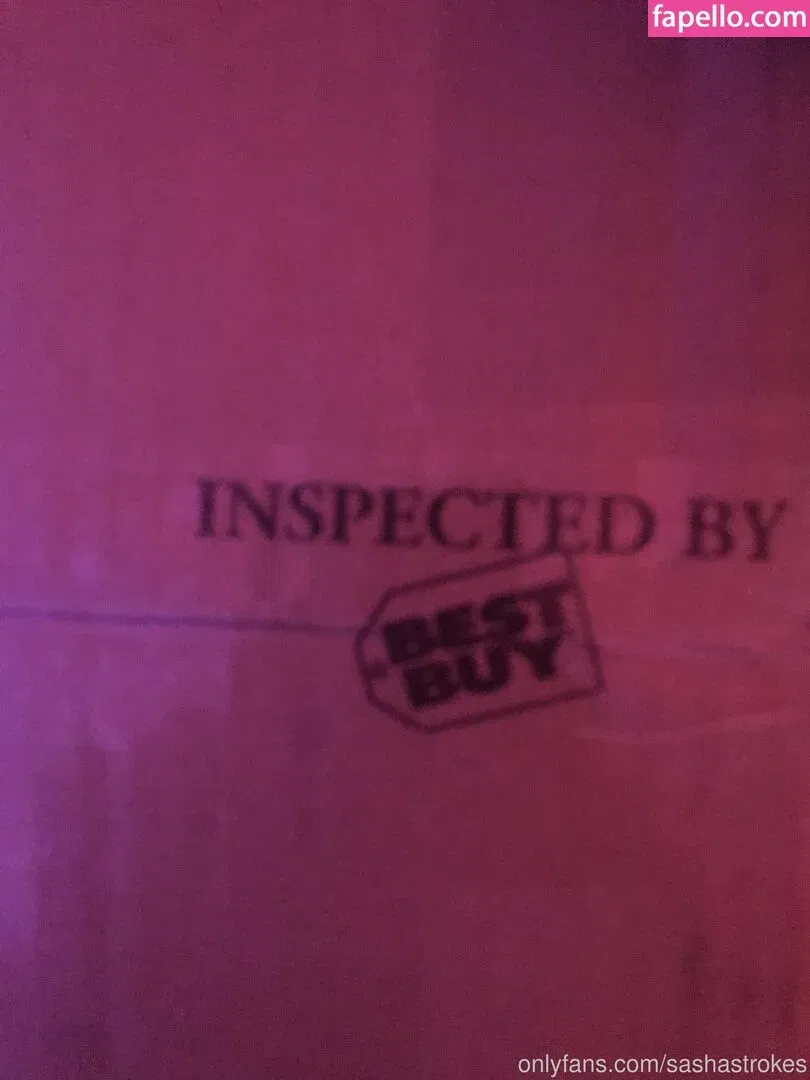 fapello.com
INSPECTED BY
BEST
BUY
onlyfans.com/sashastrokes